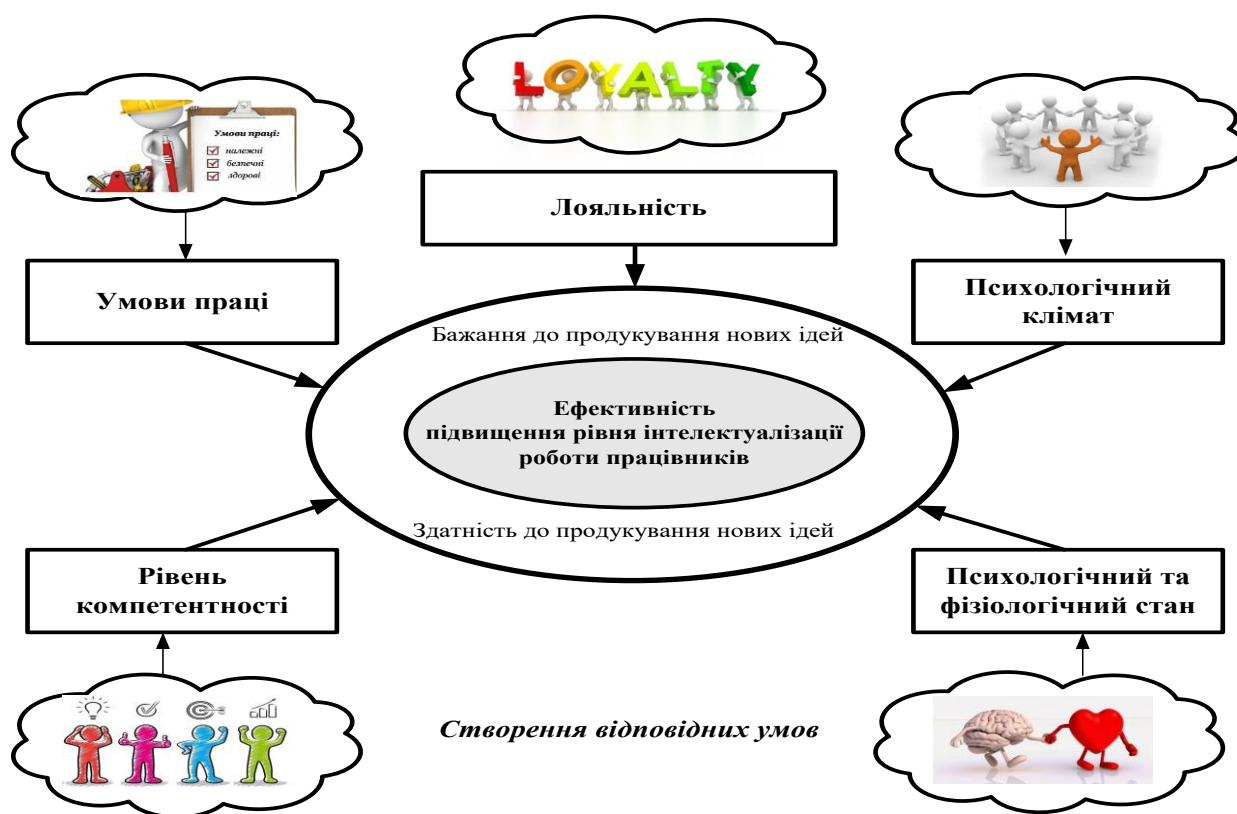 LOYALTY
Умови праці:
належні
безпечні
здорові
Лояльність
Умови праці
Психологічний
клімат
Бажання до продукування нових ідей
Ефективність
підвищення рівня інтелектуалізації
роботи працівників
Здатність до продукування нових ідей
Рівень
компетентності
Психологічний та
фізіологічний стан
Створення відповідних умов